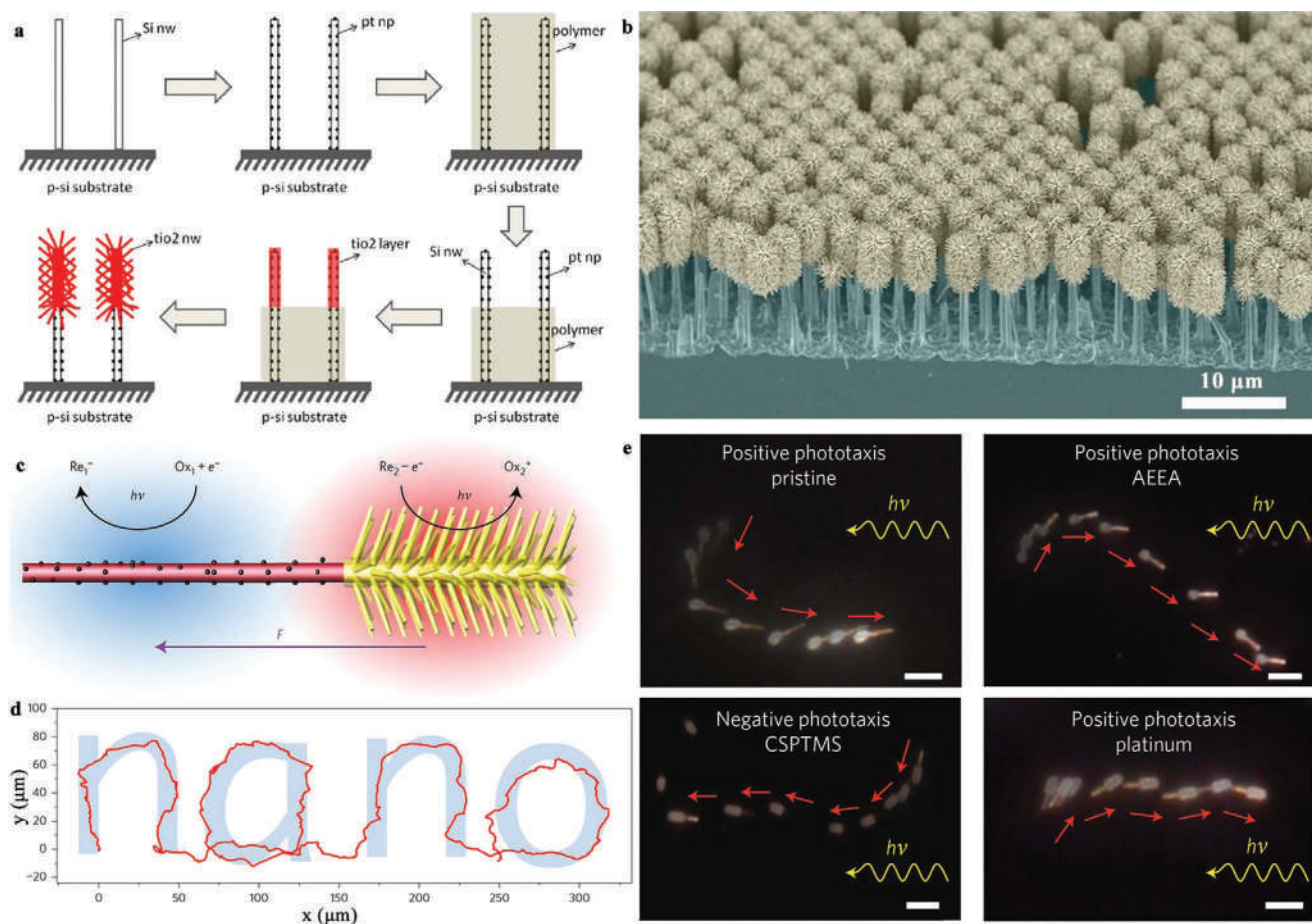 a
Si nw
pt np
polymer
p-si substrate
p-si substrate
p-si substrate
tio2 nw
tio2 layer
Si nw
pt np
polymer
p-si substrate
p-si substrate
p-si substrate
b
10 μm
c
Re₁⁻
Ox₁ + e⁻
hν
Re₂ – e⁻
Ox₂⁺
hν
F
d
nano
100
80
60
40
20
0
−20
y (μm)
0
50
100
150
200
250
300
x (μm)
e
Positive phototaxis
pristine
hν
Positive phototaxis
AEEA
hν
Negative phototaxis
CSPTMS
hν
Positive phototaxis
platinum
hν